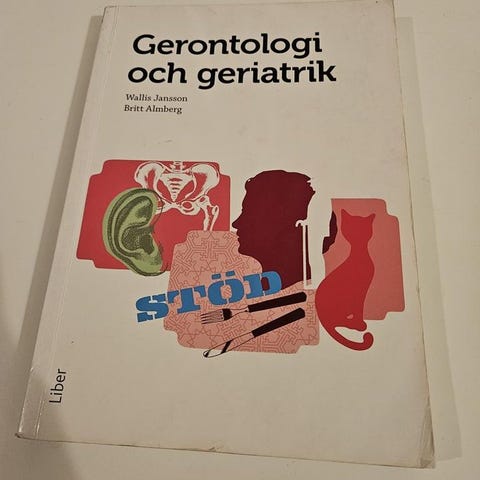 Gerontologi
och geriatrik
Wallis Jansson
Britt Almberg
STÖD
Liber